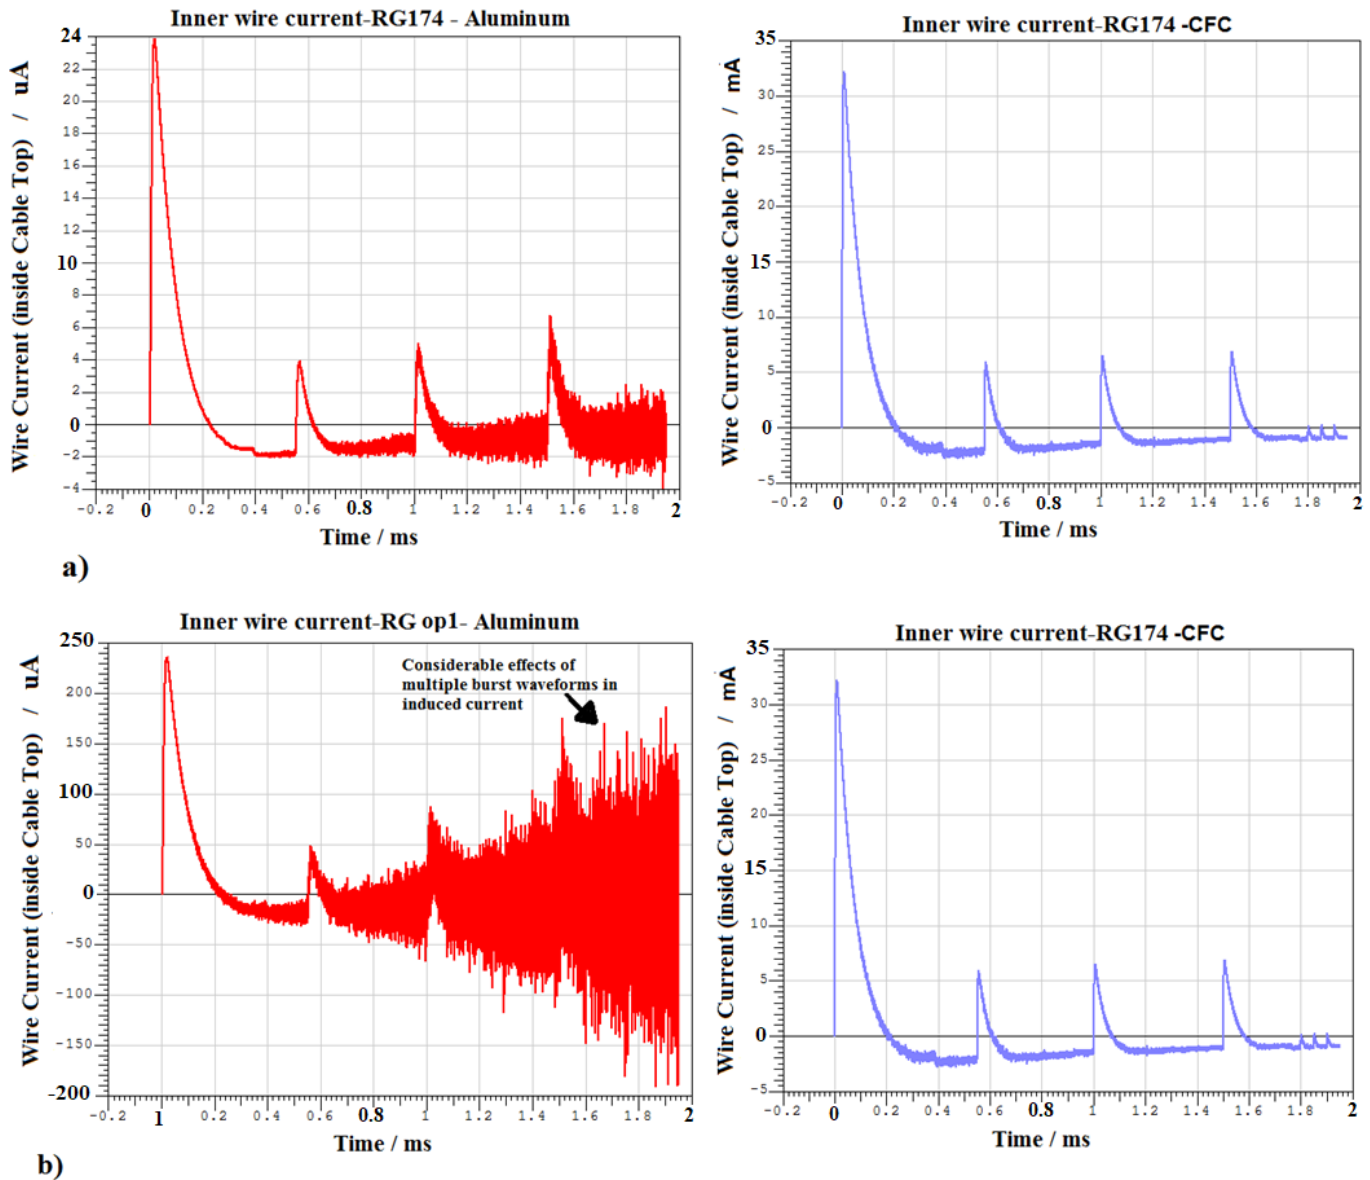 Inner wire current-RG174 - Aluminum
Wire Current (inside Cable Top) / uA
24
22
20
18
16
14
12
10
8
6
4
2
0
-2
-4
-0.2 0 0.2 0.4 0.6 0.8 1 1.2 1.4 1.6 1.8 2
Time / ms
Inner wire current-RG174 -CFC
Wire Current (inside Cable Top) / mA
35
30
25
20
15
10
5
0
-5
-0.2 0 0.2 0.4 0.6 0.8 1 1.2 1.4 1.6 1.8 2
Time / ms
a)
Inner wire current-RG op1- Aluminum
Wire Current (inside Cable Top) / uA
250
200
150
100
50
0
-50
-100
-150
-200
Considerable effects of
multiple burst waveforms in
induced current
-0.2 1 0.2 0.4 0.6 0.8 1 1.2 1.4 1.6 1.8 2
Time / ms
Inner wire current-RG174 -CFC
Wire Current (inside Cable Top) / mA
35
30
25
20
15
10
5
0
-5
-0.2 0 0.2 0.4 0.6 0.8 1 1.2 1.4 1.6 1.8 2
Time / ms
b)